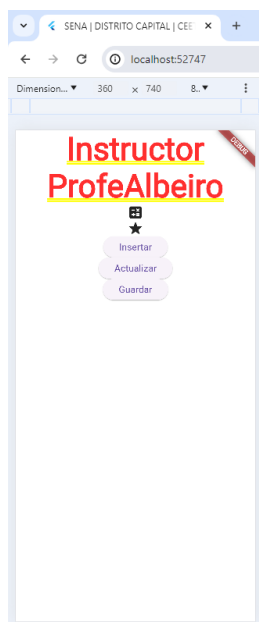 SENA | DISTRITO CAPITAL | CEE
localhost:52747
Dimension... 360 × 740 8..
DEBUG
Instructor
ProfeAlbeiro
Insertar
Actualizar
Guardar